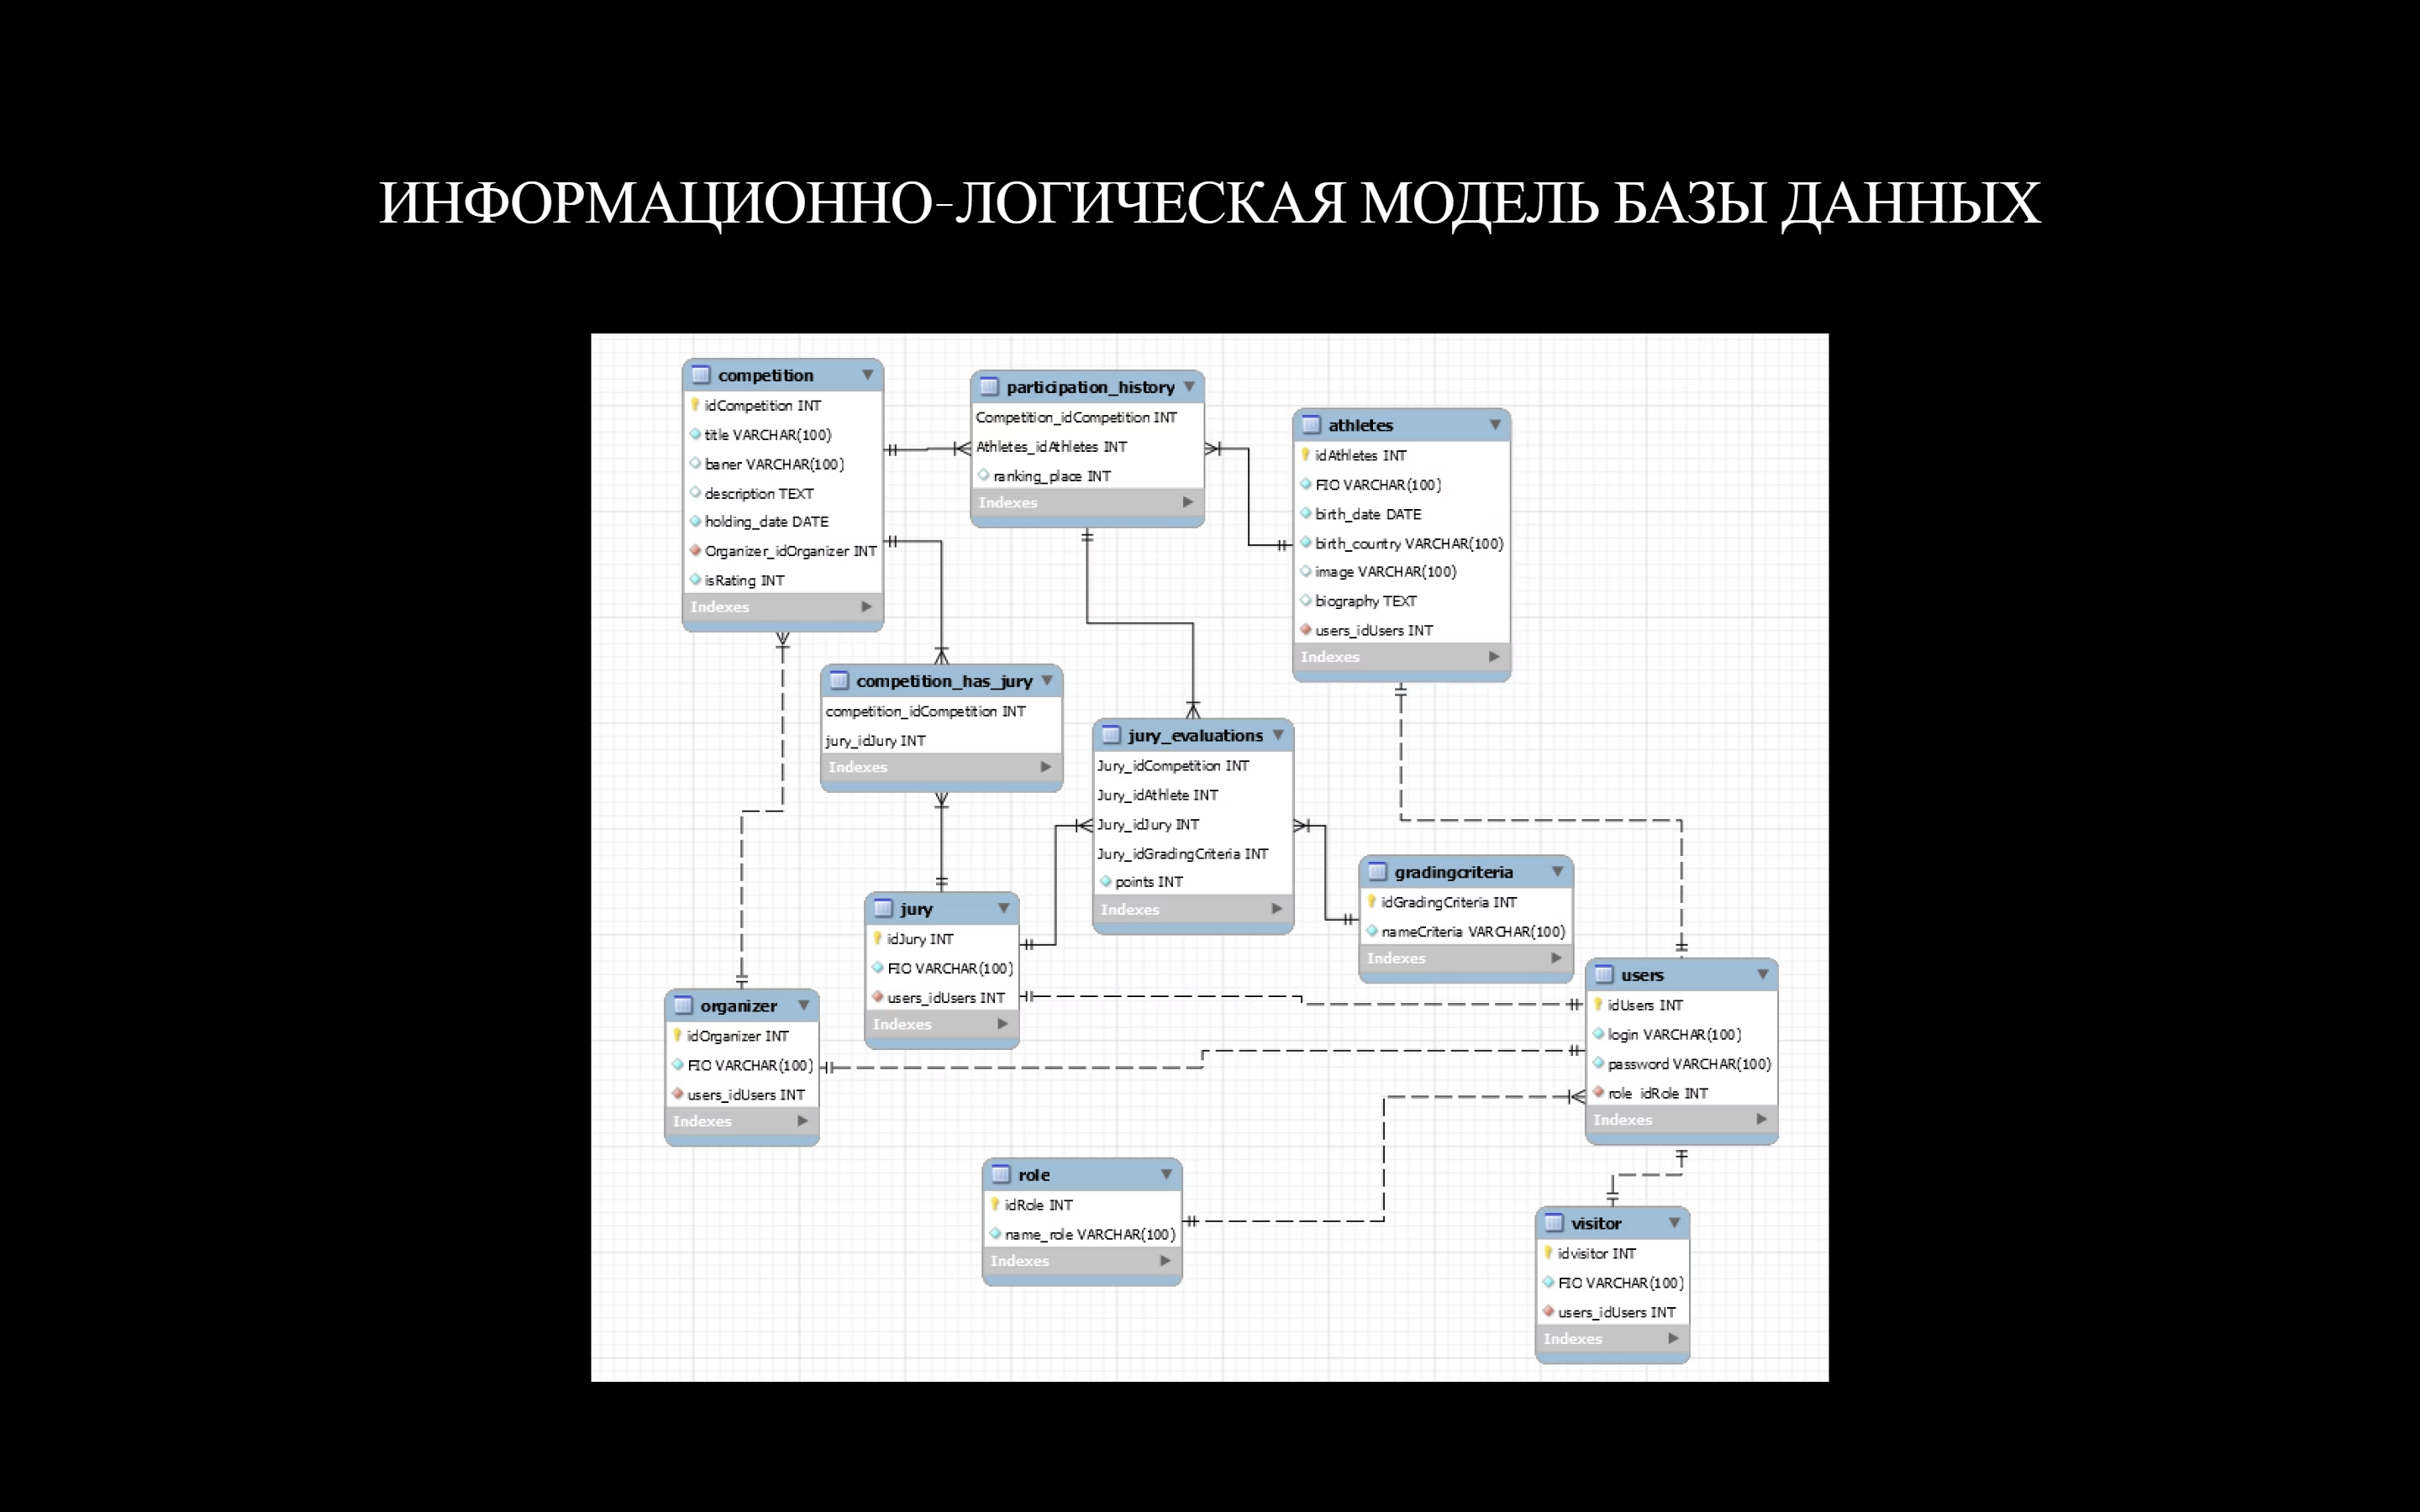 ИНФОРМАЦИОННО-ЛОГИЧЕСКАЯ МОДЕЛЬ БАЗЫ ДАННЫХ
competition
idCompetition INT
title VARCHAR(100)
baner VARCHAR(100)
description TEXT
holding_date DATE
Organizer_idOrganizer INT
isRating INT
Indexes
participation_history
Competition_idCompetition INT
Athletes_idAthletes INT
ranking_place INT
Indexes
athletes
idAthletes INT
FIO VARCHAR(100)
birth_date DATE
birth_country VARCHAR(100)
image VARCHAR(100)
biography TEXT
users_idUsers INT
Indexes
competition_has_jury
competition_idCompetition INT
jury_idJury INT
Indexes
jury_evaluations
Jury_idCompetition INT
Jury_idAthlete INT
Jury_idJury INT
Jury_idGradingCriteria INT
points INT
Indexes
gradingcriteria
idGradingCriteria INT
nameCriteria VARCHAR(100)
Indexes
jury
idJury INT
FIO VARCHAR(100)
users_idUsers INT
Indexes
users
idUsers INT
login VARCHAR(100)
password VARCHAR(100)
role_idRole INT
Indexes
organizer
idOrganizer INT
FIO VARCHAR(100)
users_idUsers INT
Indexes
role
idRole INT
name_role VARCHAR(100)
Indexes
visitor
idvisitor INT
FIO VARCHAR(100)
users_idUsers INT
Indexes